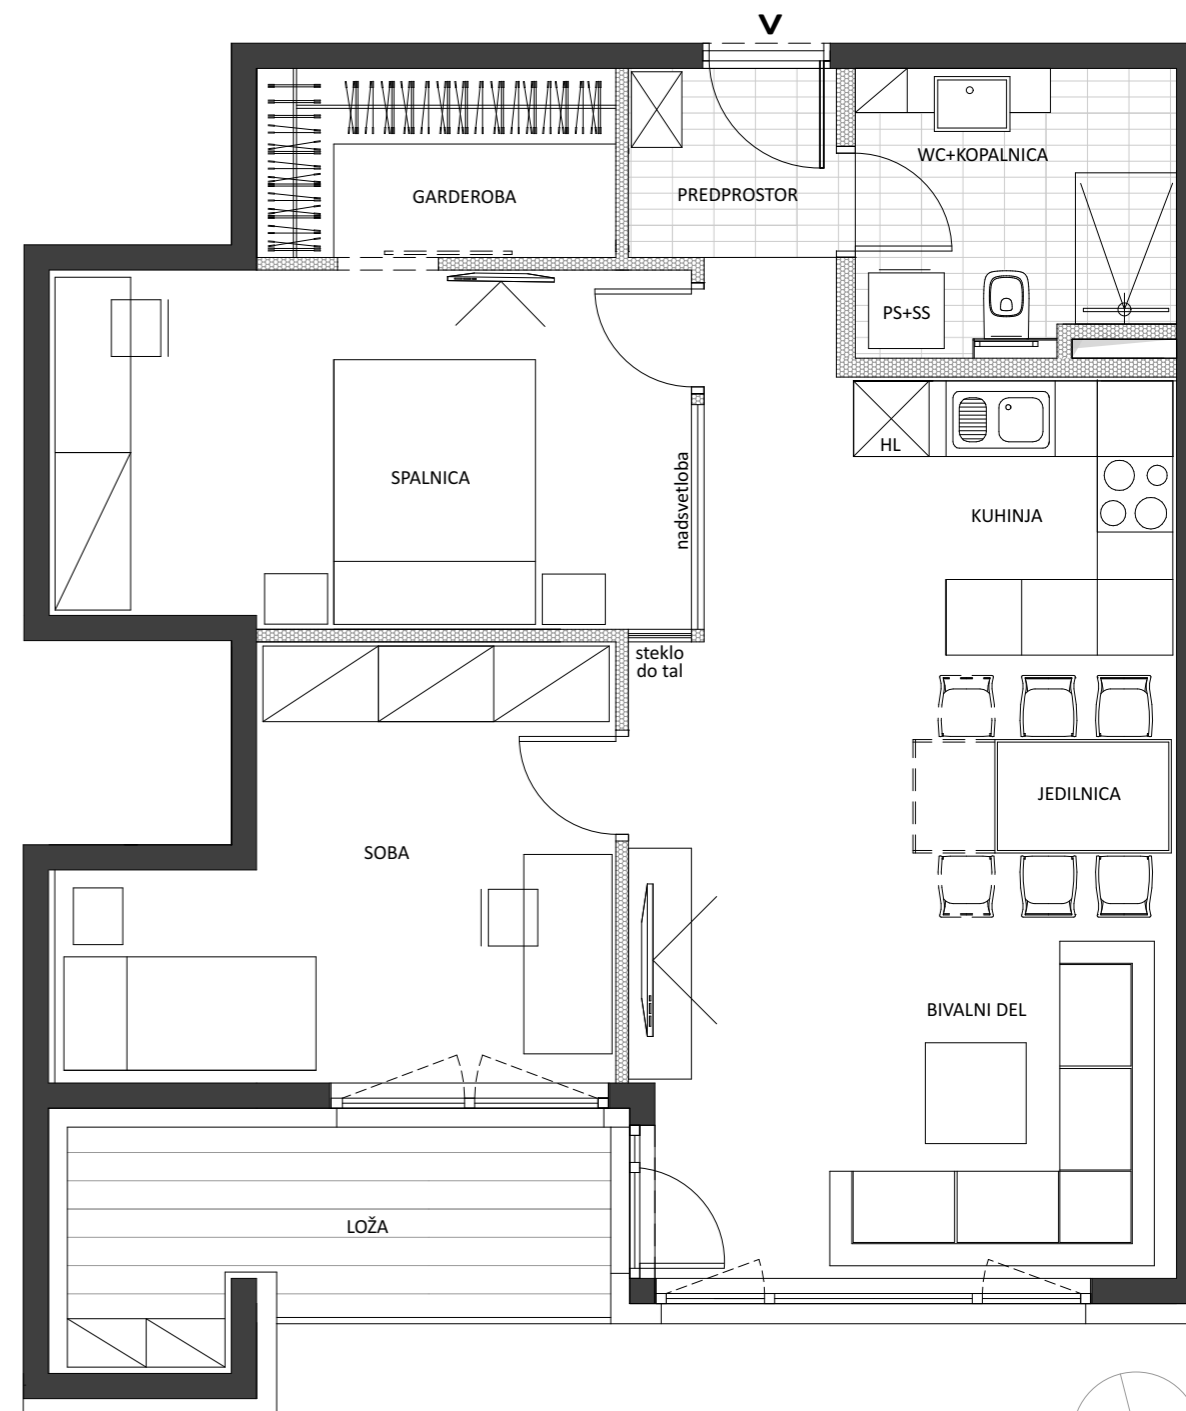 WC+KOPALNICA
GARDEROBA
PREDPROSTOR
PS+SS
HL
SPALNICA
nadsvetloba
KUHINJA
steklo
do tal
JEDILNICA
SOBA
BIVALNI DEL
LOŽA